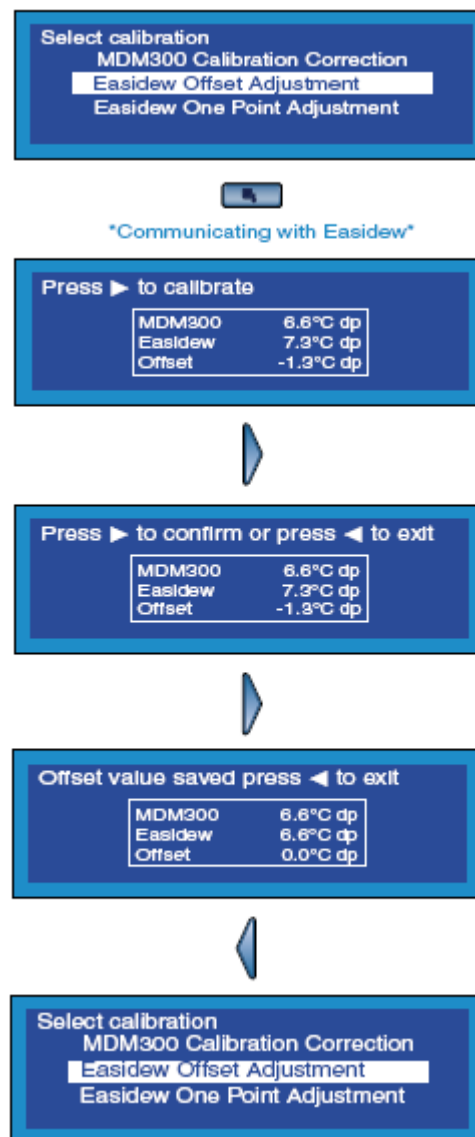 Select calibration
MDM300 Calibration Correction
Easidew Offset Adjustment
Easidew One Point Adjustment
*Communicating with Easidew*
Press ▶ to calibrate
MDM300 6.6°C dp
Easidew 7.3°C dp
Offset -1.3°C dp
Press ▶ to confirm or press ◀ to exit
MDM300 6.6°C dp
Easidew 7.3°C dp
Offset -1.3°C dp
Offset value saved press ◀ to exit
MDM300 6.6°C dp
Easidew 6.6°C dp
Offset 0.0°C dp
Select calibration
MDM300 Calibration Correction
Easidew Offset Adjustment
Easidew One Point Adjustment